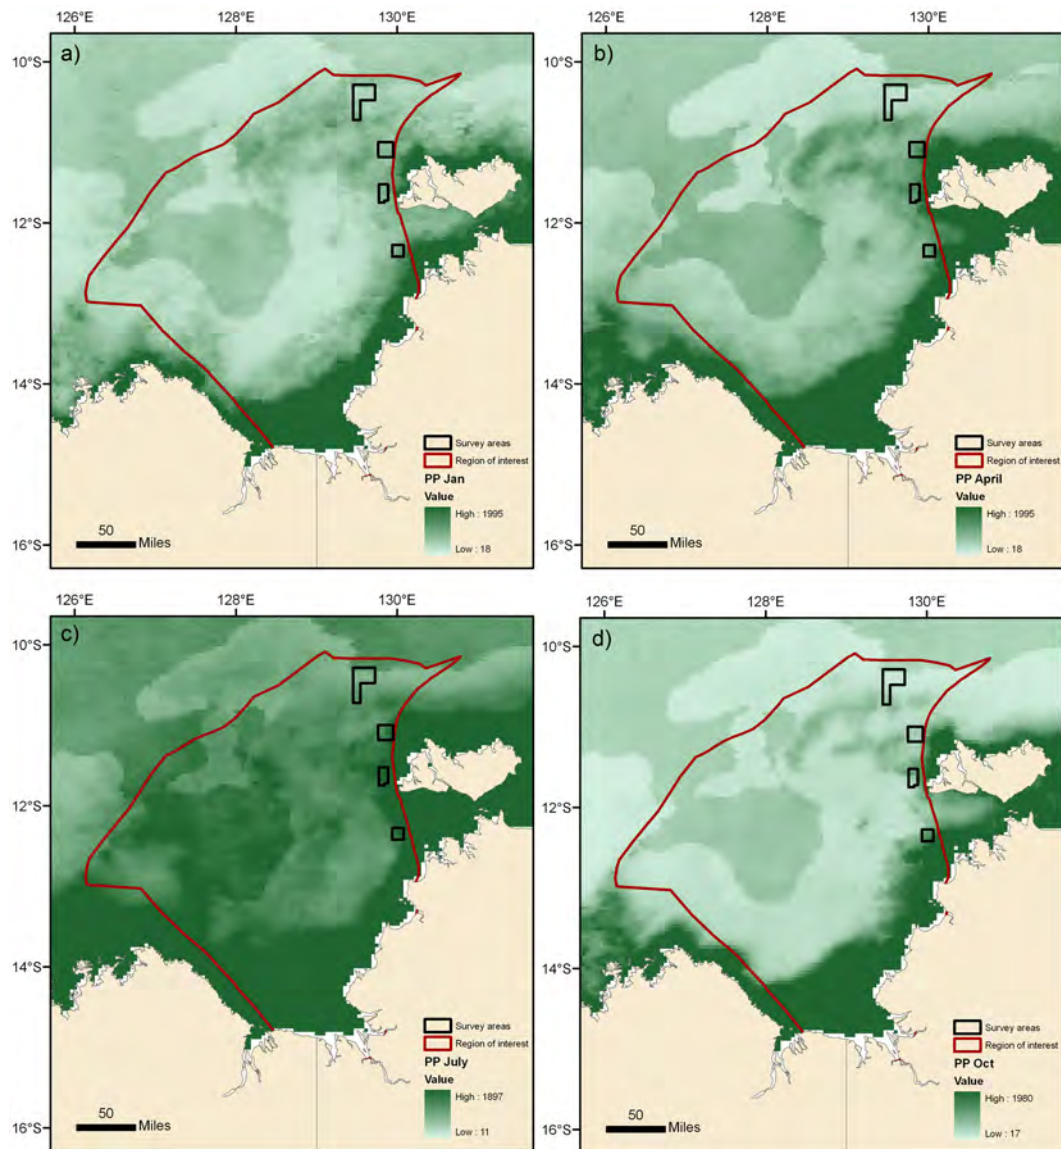 126°E 128°E 130°E
a)
10°S
12°S
14°S
16°S
Survey areas
Region of interest
PP Jan
Value
High : 1995
Low : 18
50
Miles
126°E 128°E 130°E
b)
10°S
12°S
14°S
16°S
Survey areas
Region of interest
PP April
Value
High : 1995
Low : 18
50
Miles
126°E 128°E 130°E
c)
10°S
12°S
14°S
16°S
Survey areas
Region of interest
PP July
Value
High : 1897
Low : 11
50
Miles
126°E 128°E 130°E
d)
10°S
12°S
14°S
16°S
Survey areas
Region of interest
PP Oct
Value
High : 1980
Low : 17
50
Miles